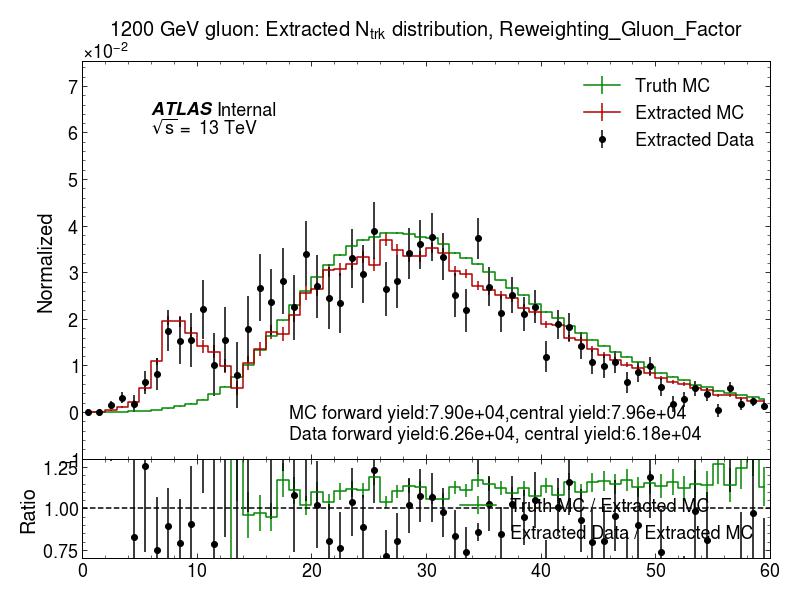 1200 GeV gluon: Extracted Ntrk distribution, Reweighting_Gluon_Factor
×10−2
7
6
5
4
3
2
1
0
1
Normalized
ATLAS Internal
√s = 13 TeV
Truth MC
Extracted MC
Extracted Data
MC forward yield:7.90e+04,central yield:7.96e+04
Data forward yield:6.26e+04, central yield:6.18e+04
1.25
1.00
0.75
Ratio
Truth MC / Extracted MC
Extracted Data / Extracted MC
0 10 20 30 40 50 60